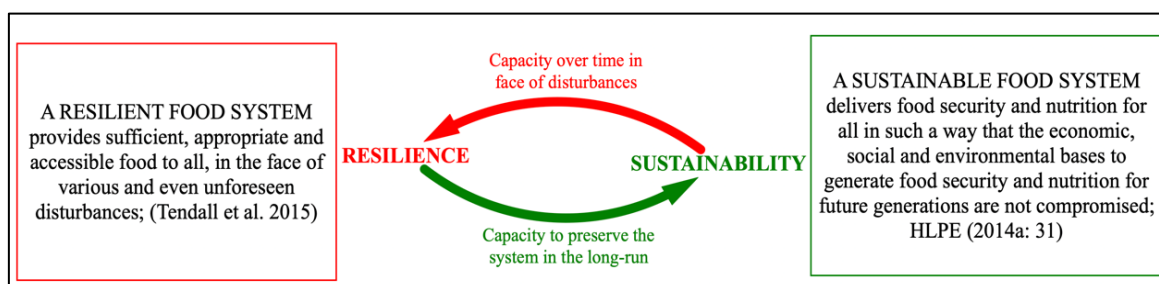 A RESILIENT FOOD SYSTEM
provides sufficient, appropriate and
accessible food to all, in the face of
various and even unforeseen
disturbances; (Tendall et al. 2015)
Capacity over time in
face of disturbances
RESILIENCE
SUSTAINABILITY
Capacity to preserve the
system in the long-run
A SUSTAINABLE FOOD SYSTEM
delivers food security and nutrition for
all in such a way that the economic,
social and environmental bases to
generate food security and nutrition for
future generations are not compromised;
HLPE (2014a: 31)